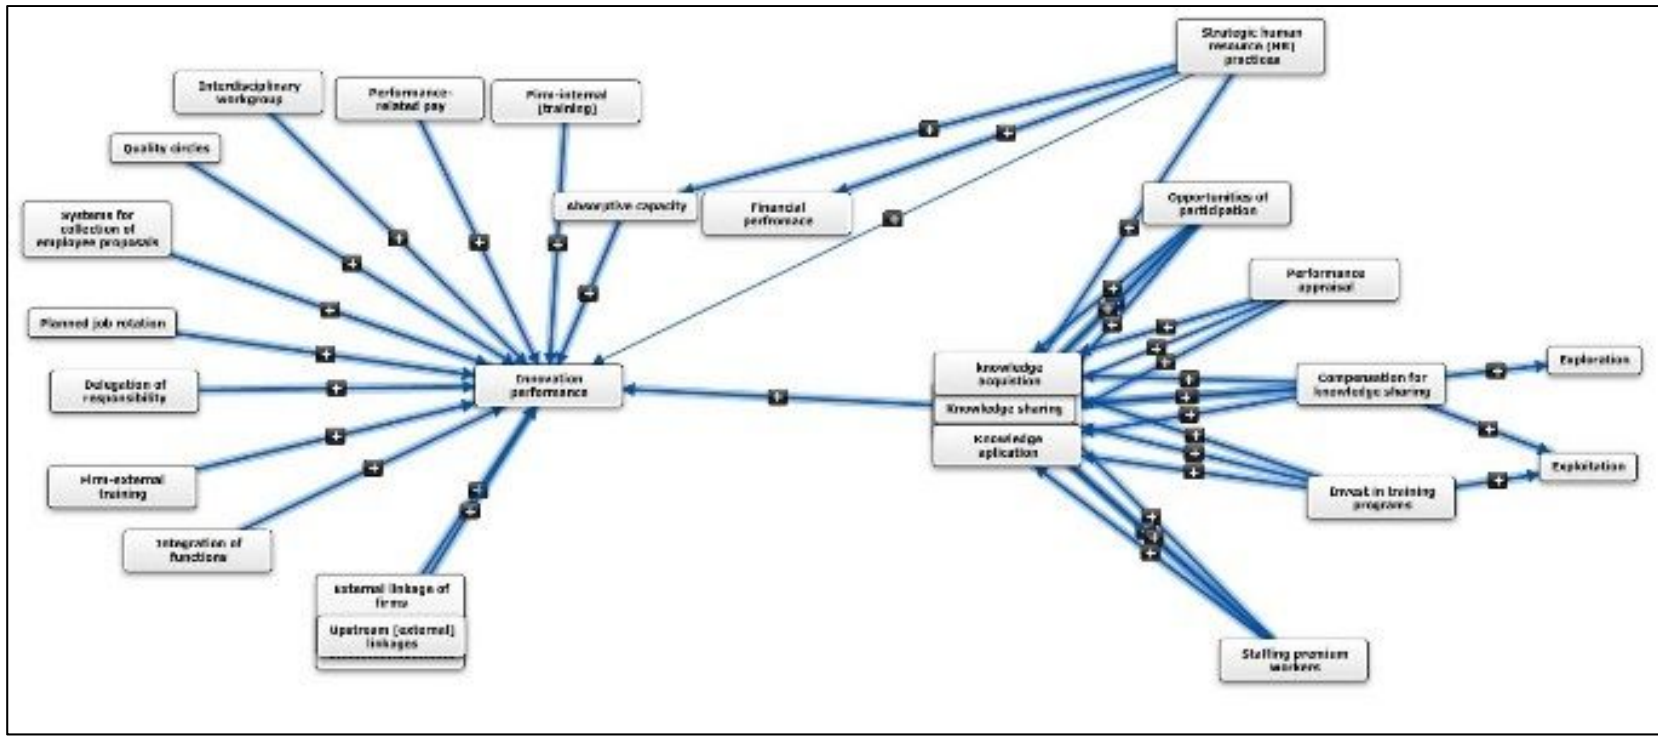 Strategic human
resource (HR)
practices
Interdisciplinary
workgroup
Performance-
related pay
Firm-internal
(training)
Quality circles
Absorptive capacity
Financial
perfromace
Opportunities of
participation
Systems for
collection of
employee proposals
Performance
appraisal
Planned job rotation
Delegation of
responsibility
Innovation
performance
knowledge
acquistion
Knowledge sharing
Knowledge
aplication
Compensation for
knowledge sharing
Exploration
Exploitation
Firm-external
training
Invest in training
programs
Integration of
functions
External linkage of
firms
Upstream (external)
linkages
Staffing premium
workers